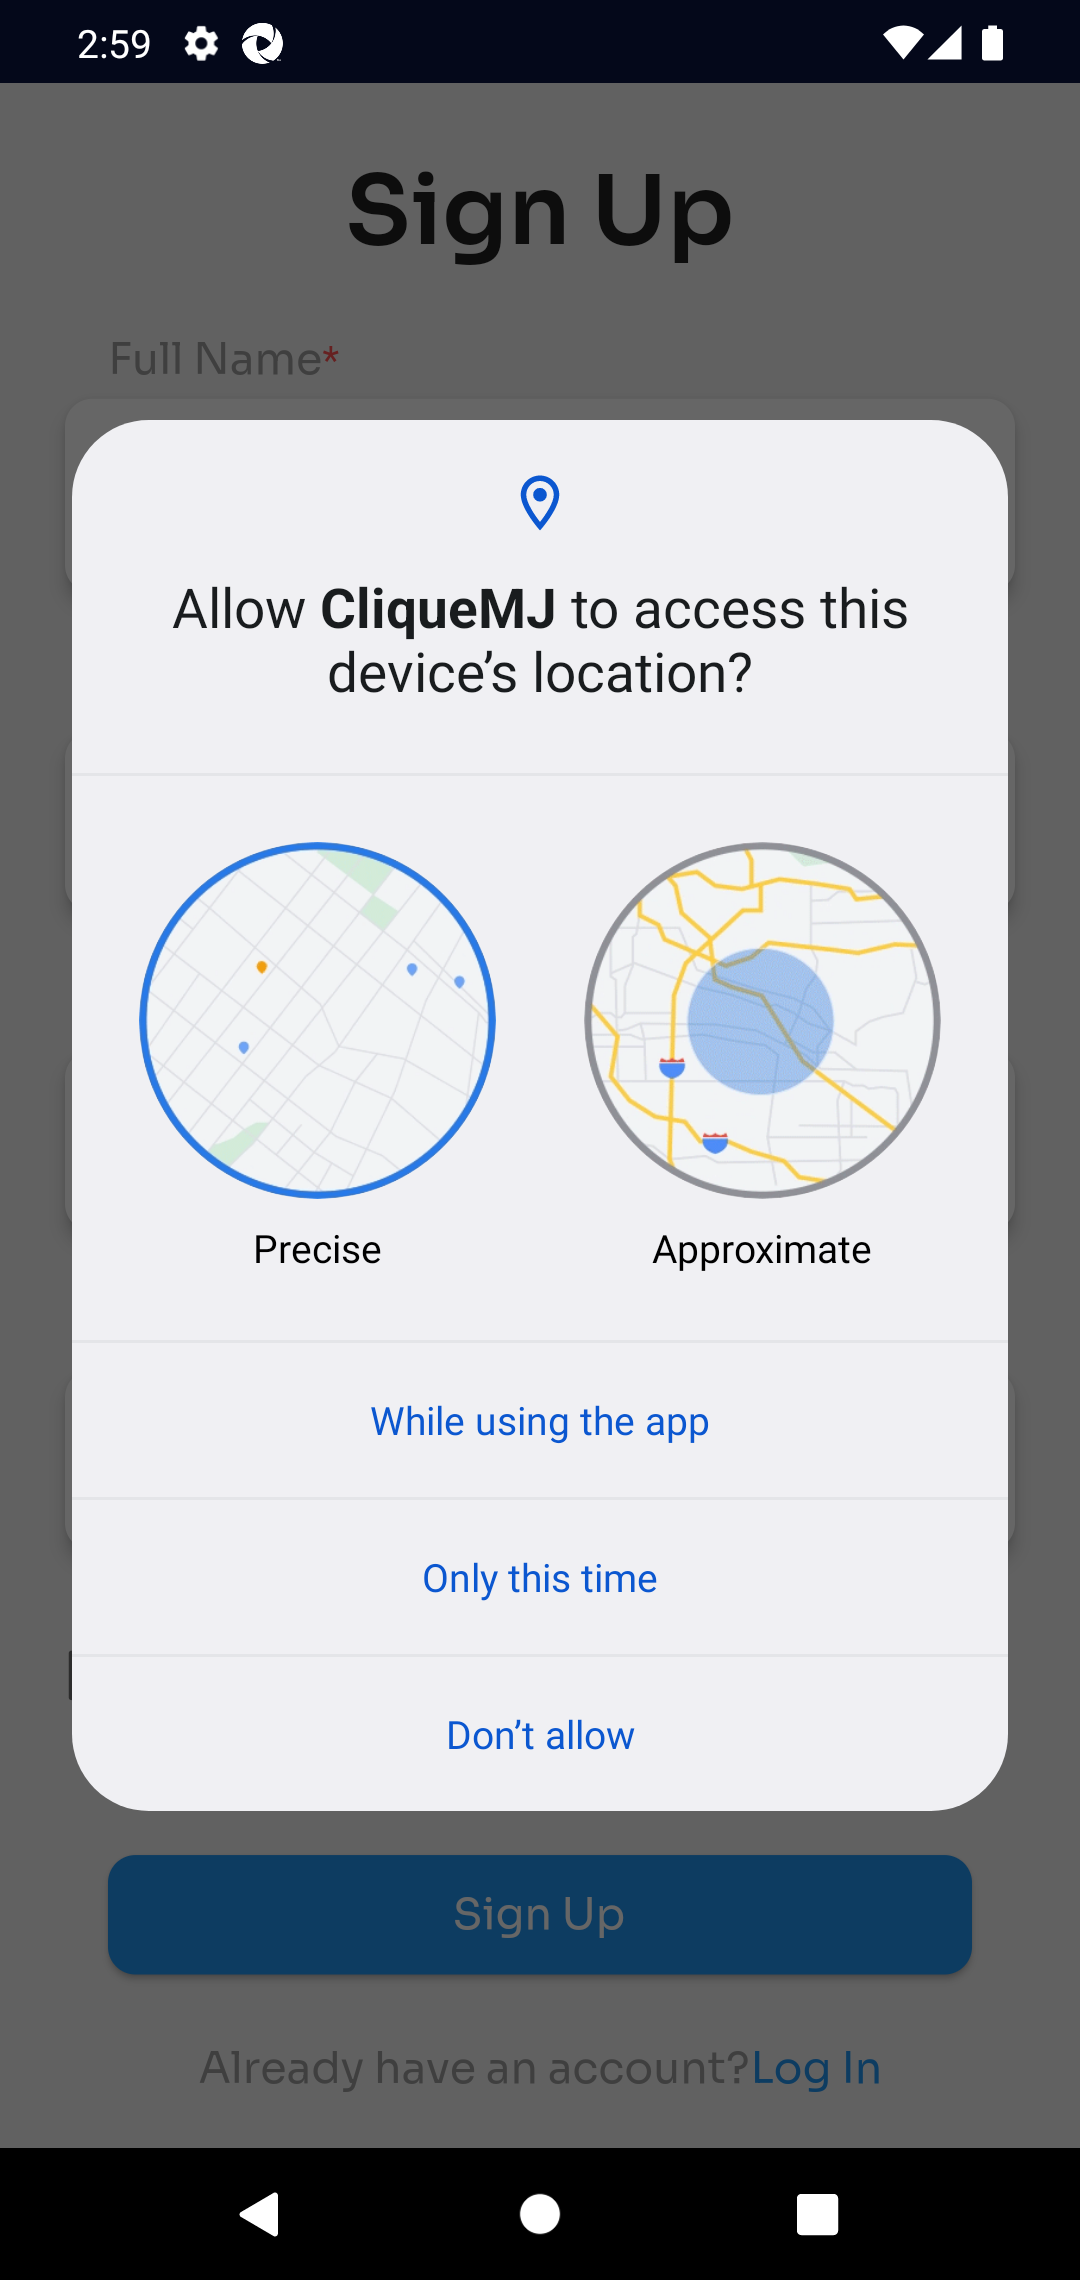 2:59
Sign Up
Full Name*
Allow CliqueMJ to access this
device’s location?
Precise
Approximate
While using the app
Only this time
Don’t allow
Sign Up
Already have an account?Log In